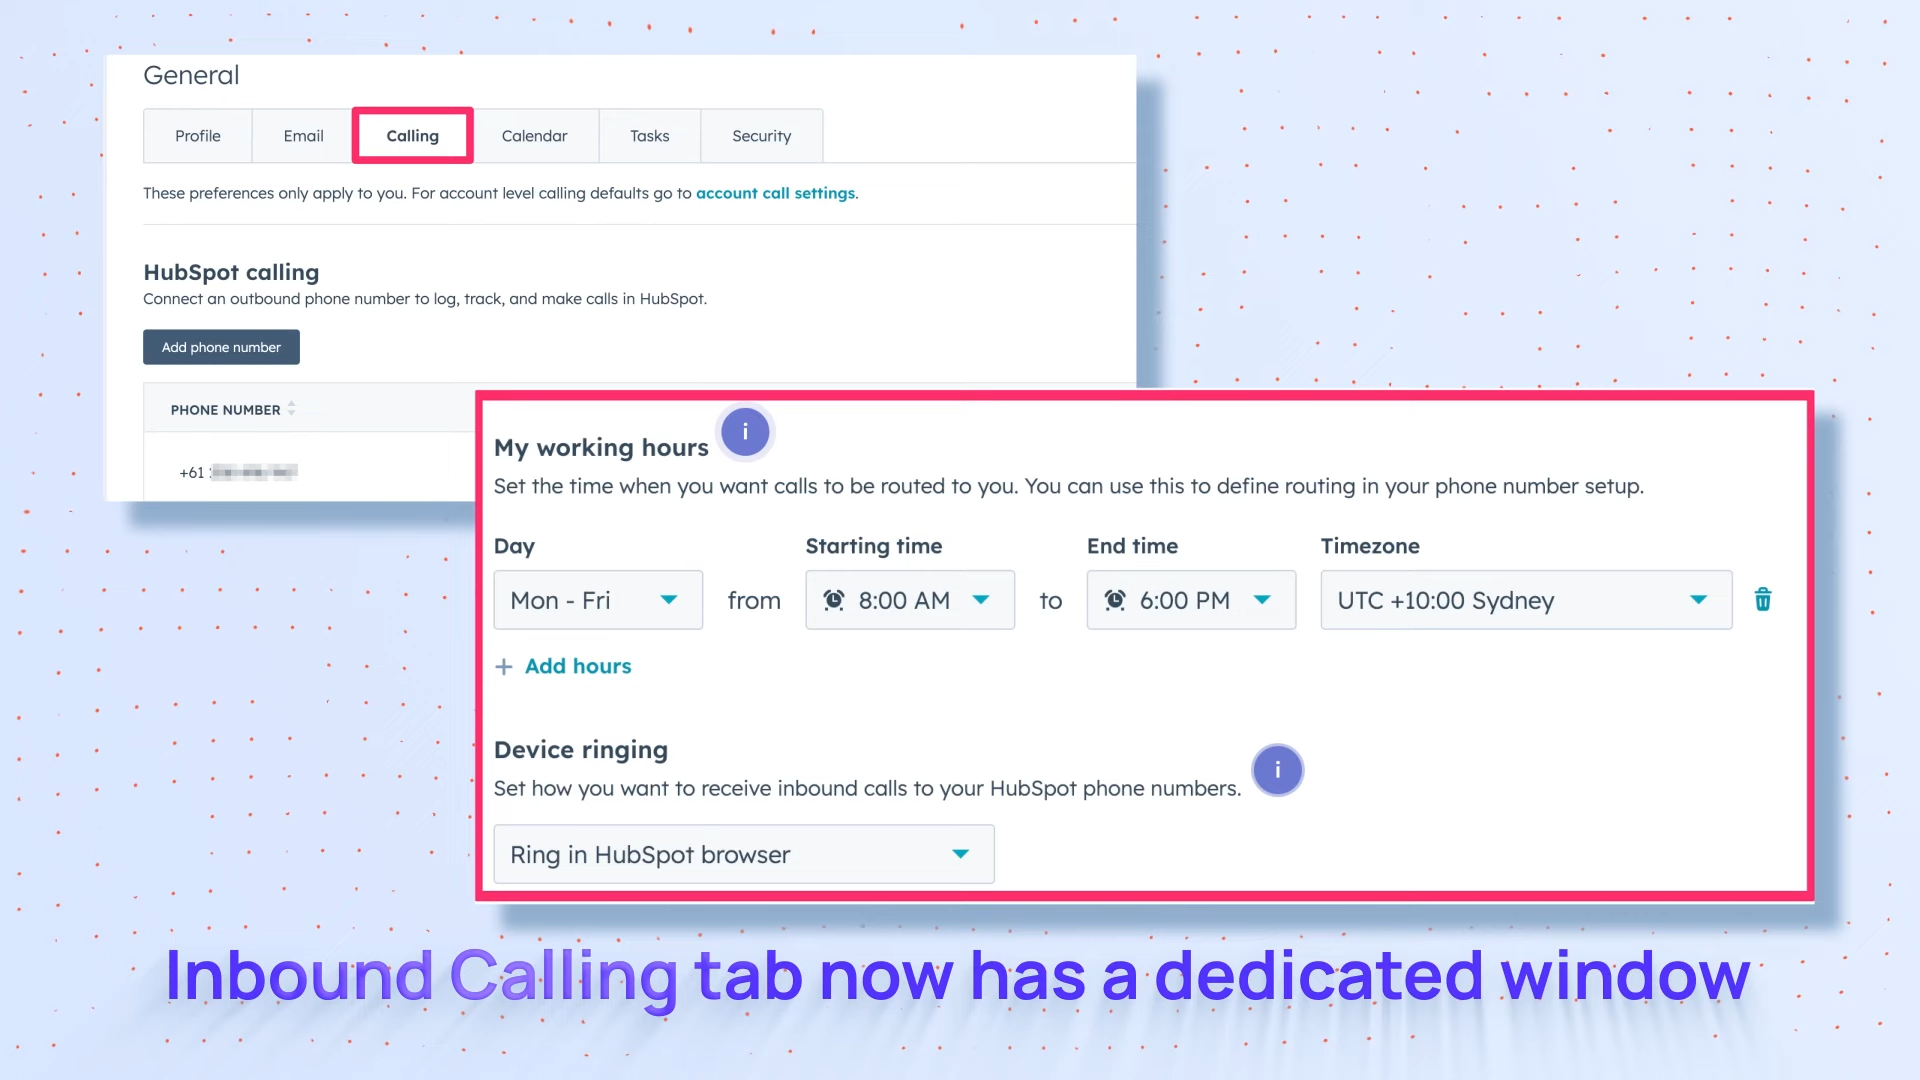 General
Profile
Email
Calling
Calendar
Tasks
Security
These preferences only apply to you. For account level calling defaults go to account call settings.
HubSpot calling
Connect an outbound phone number to log, track, and make calls in HubSpot.
Add phone number
PHONE NUMBER
+61
My working hours
i
Set the time when you want calls to be routed to you. You can use this to define routing in your phone number setup.
Day
Starting time
End time
Timezone
Mon - Fri
from
8:00 AM
to
6:00 PM
UTC +10:00 Sydney
+ Add hours
Device ringing
Set how you want to receive inbound calls to your HubSpot phone numbers.
i
Ring in HubSpot browser
Inbound Calling tab now has a dedicated window